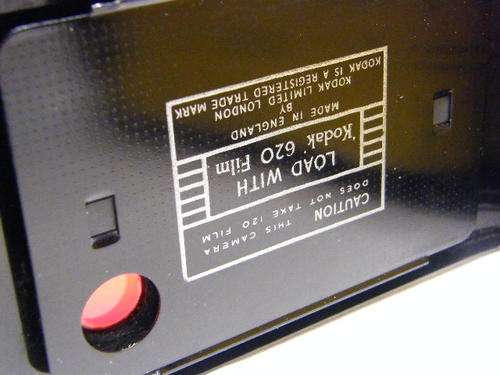 CAUTION THIS CAMERA
DOES NOT TAKE 120 FILM
LOAD WITH
'Kodak' 620 Film
MADE IN ENGLAND
BY
KODAK LIMITED LONDON
KODAK IS A REGISTERED TRADE MARK